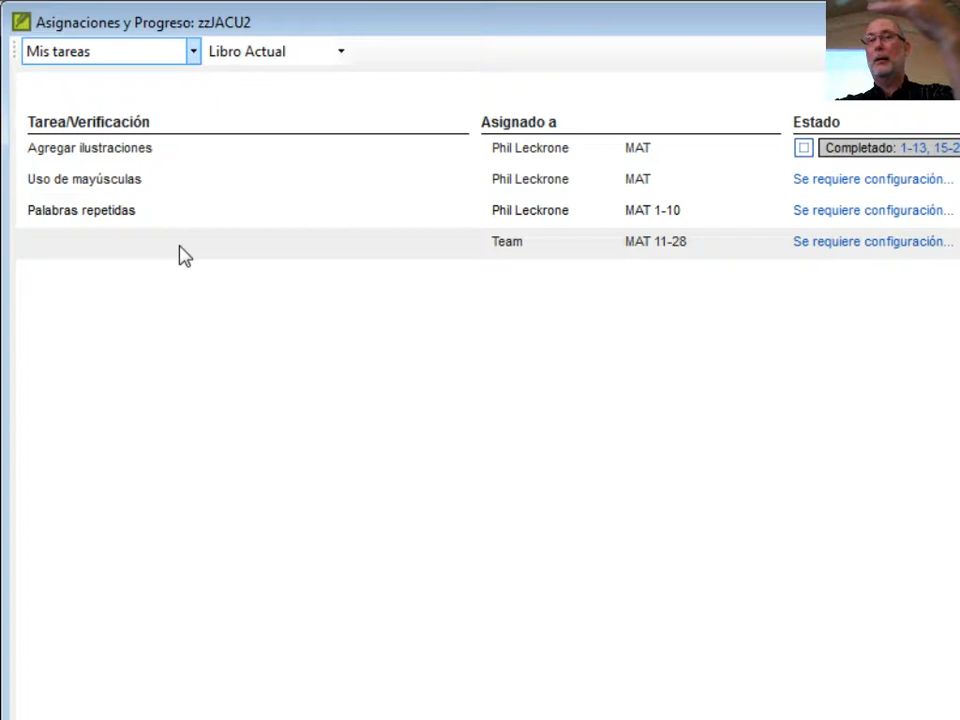 Asignaciones y Progreso: zzJACU2
Mis tareas Libro Actual
Tarea/Verificación Asignado a Estado
Agregar ilustraciones Phil Leckrone MAT Completado: 1-13, 15-2
Uso de mayúsculas Phil Leckrone MAT Se requiere configuración...
Palabras repetidas Phil Leckrone MAT 1-10 Se requiere configuración...
Team MAT 11-28 Se requiere configuración...